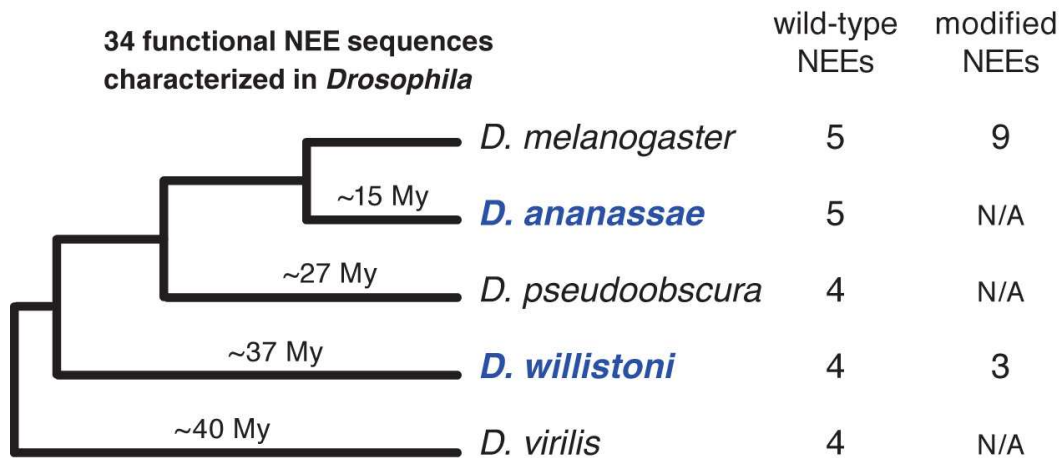 34 functional NEE sequences
characterized in Drosophila
wild-type
NEEs
modified
NEEs
D. melanogaster 5 9
~15 My
D. ananassae 5 N/A
~27 My
D. pseudoobscura 4 N/A
~37 My
D. willistoni 4 3
~40 My
D. virilis 4 N/A